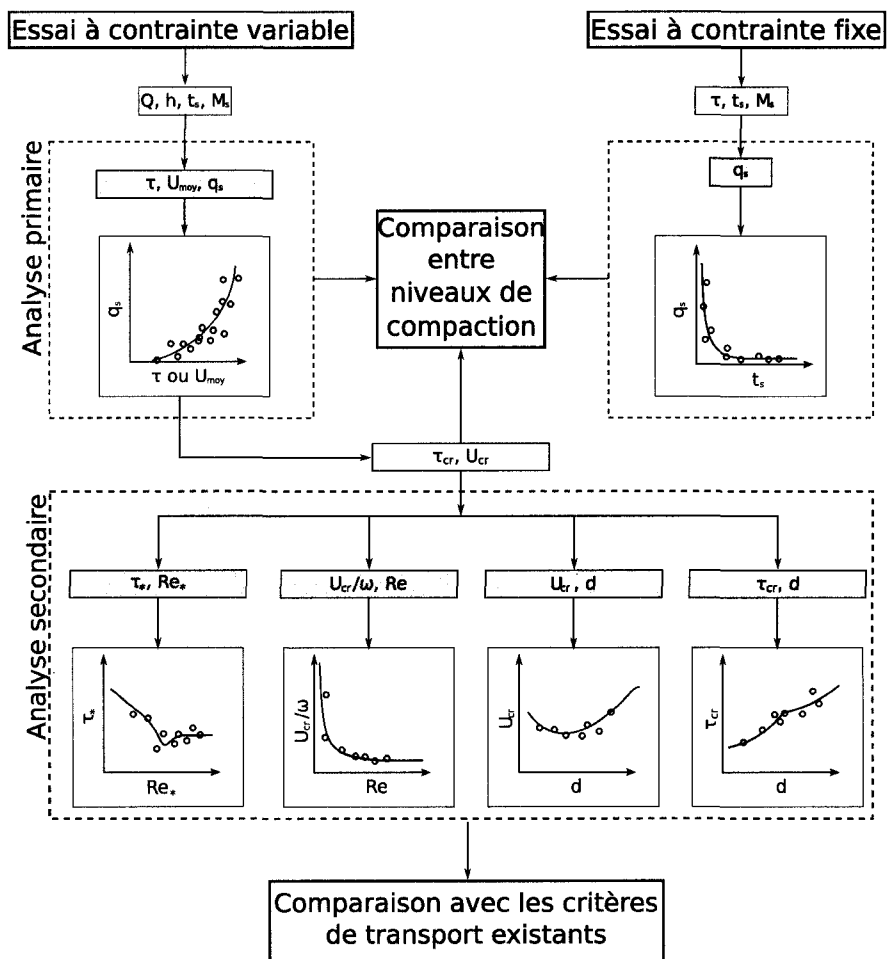 Essai à contrainte variable
Essai à contrainte fixe
Q, h, tₛ, Mₛ
τ, tₛ, Mₛ
Analyse primaire
τ, Uₘₒᵧ, qₛ
qₛ
Comparaison
entre
niveaux de
compaction
qₛ
τ ou Uₘₒᵧ
qₛ
tₛ
τcr, Ucr
Analyse secondaire
τ*, Re*
Ucr/ω, Re
Ucr, d
τcr, d
τ*
Re*
Ucr/ω
Re
Ucr
d
τcr
d
Comparaison avec les critères
de transport existants